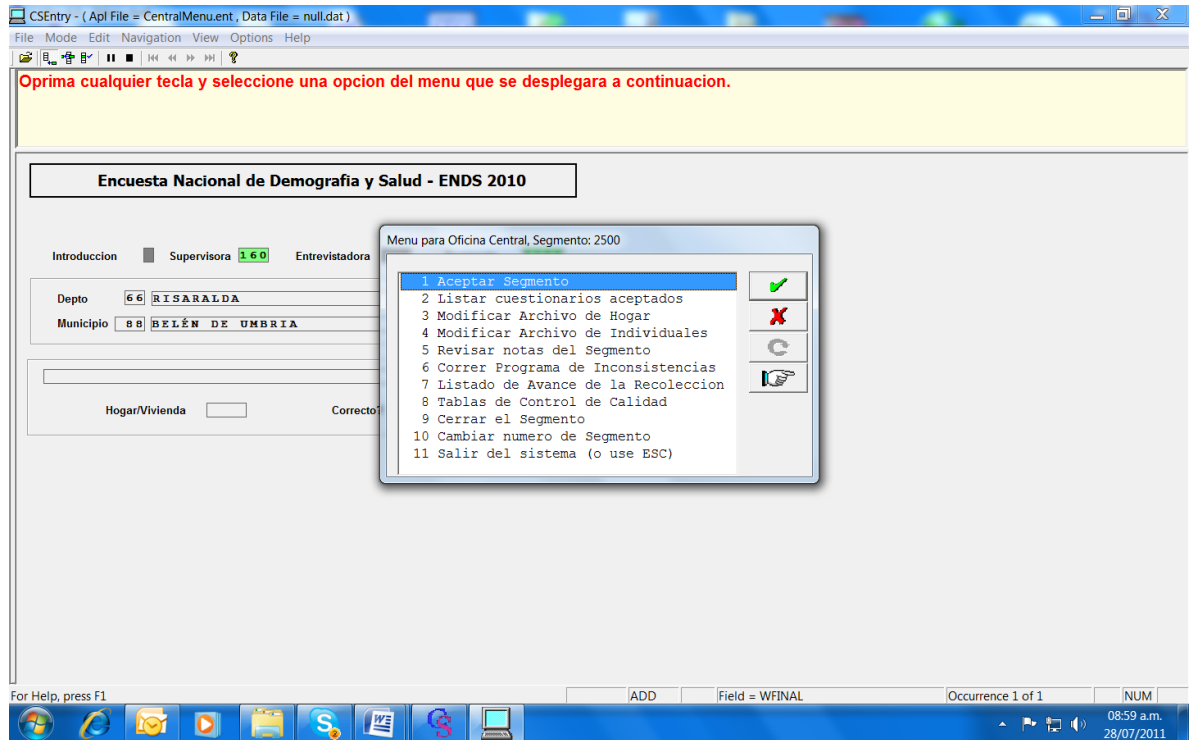 CSEntry - ( Apl File = CentralMenu.ent , Data File = null.dat )
File Mode Edit Navigation View Options Help
Oprima cualquier tecla y seleccione una opcion del menu que se desplegara a continuacion.
Encuesta Nacional de Demografia y Salud - ENDS 2010
Introduccion Supervisora 160 Entrevistadora
Depto 66 RISARALDA
Municipio 88 BELÉN DE UMBRIA
Hogar/Vivienda Correcto?
Menu para Oficina Central, Segmento: 2500
1 Aceptar Segmento
2 Listar cuestionarios aceptados
3 Modificar Archivo de Hogar
4 Modificar Archivo de Individuales
5 Revisar notas del Segmento
6 Correr Programa de Inconsistencias
7 Listado de Avance de la Recoleccion
8 Tablas de Control de Calidad
9 Cerrar el Segmento
10 Cambiar numero de Segmento
11 Salir del sistema (o use ESC)
For Help, press F1 ADD Field = WFINAL Occurrence 1 of 1 NUM
08:59 a.m.
28/07/2011